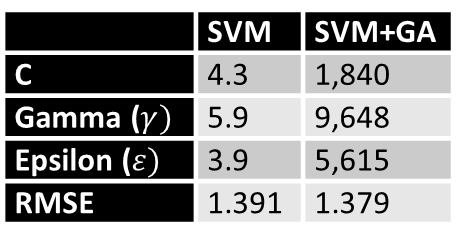 SVM SVM+GA
C 4.3 1,840
Gamma (γ) 5.9 9,648
Epsilon (ε) 3.9 5,615
RMSE 1.391 1.379